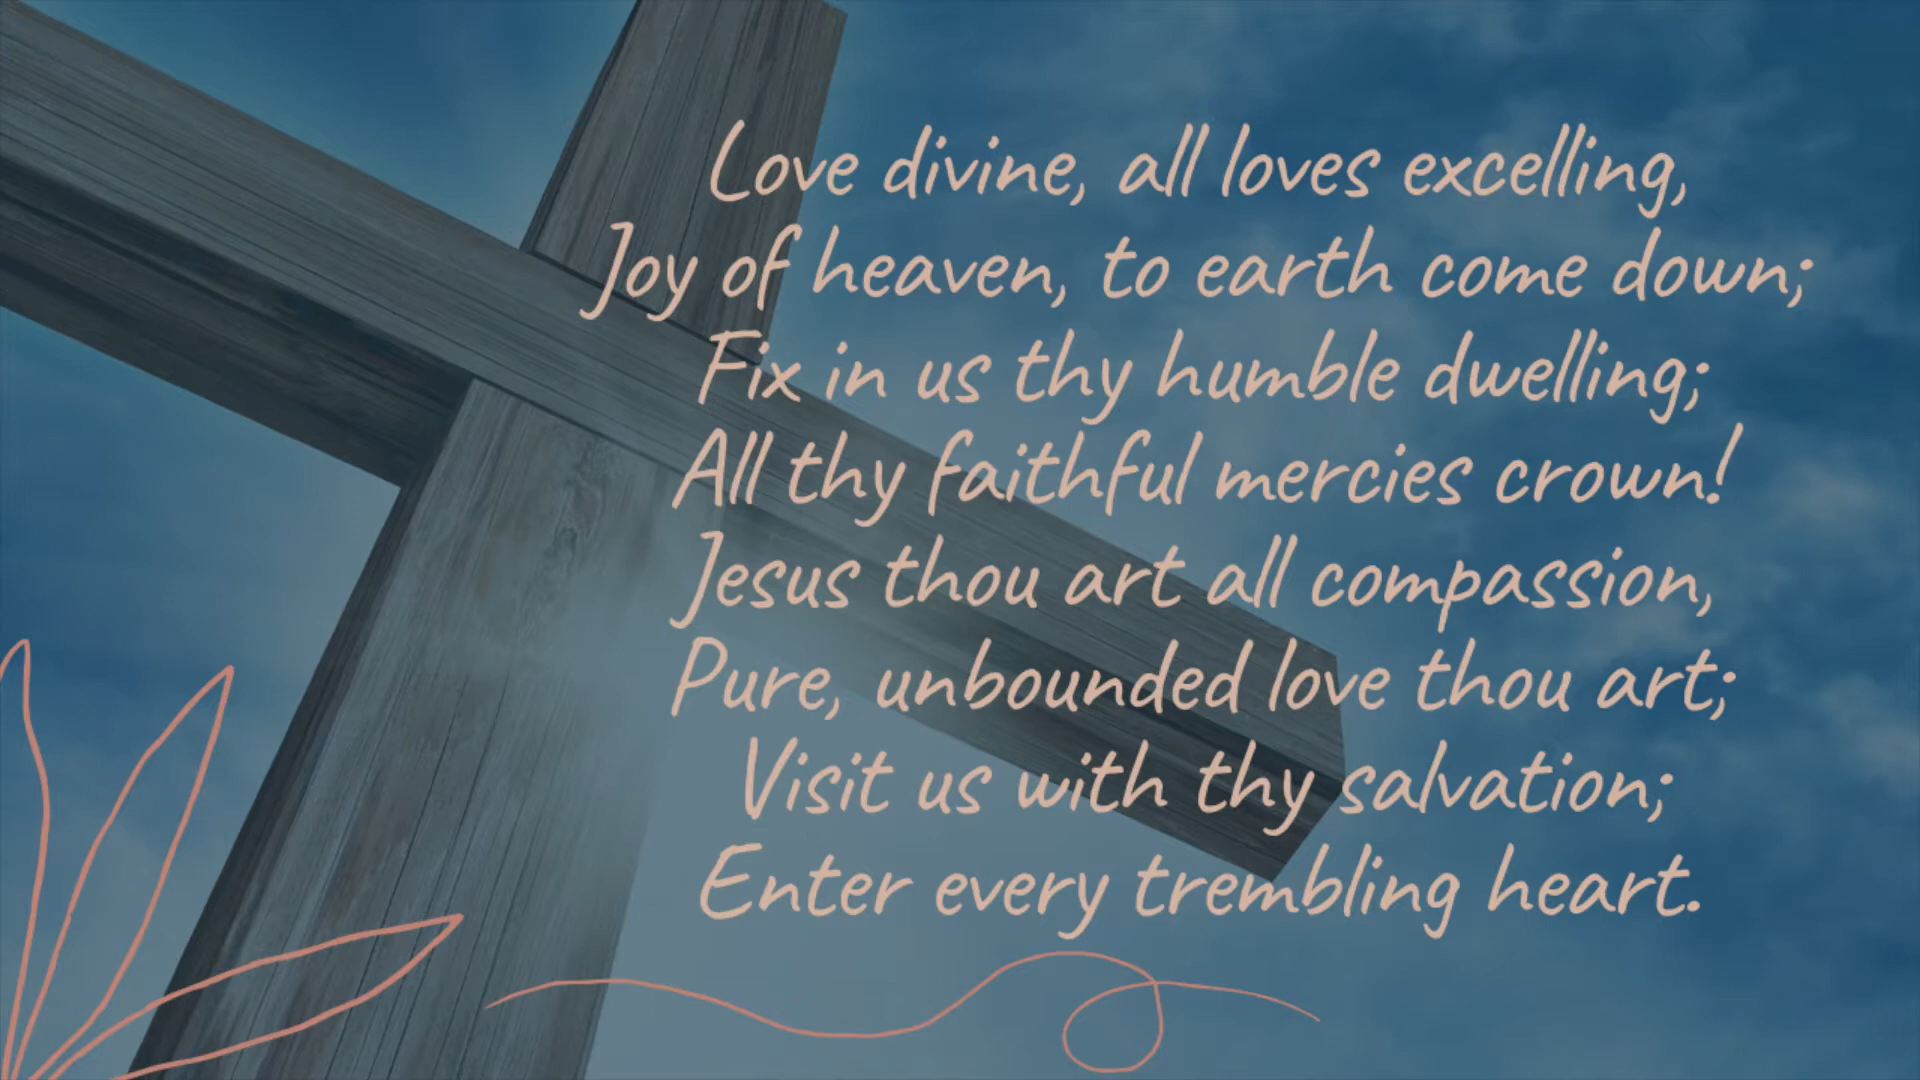 Love divine, all loves excelling,
Joy of heaven, to earth come down;
Fix in us thy humble dwelling;
All thy faithful mercies crown!
Jesus thou art all compassion,
Pure, unbounded love thou art;
Visit us with thy salvation;
Enter every trembling heart.